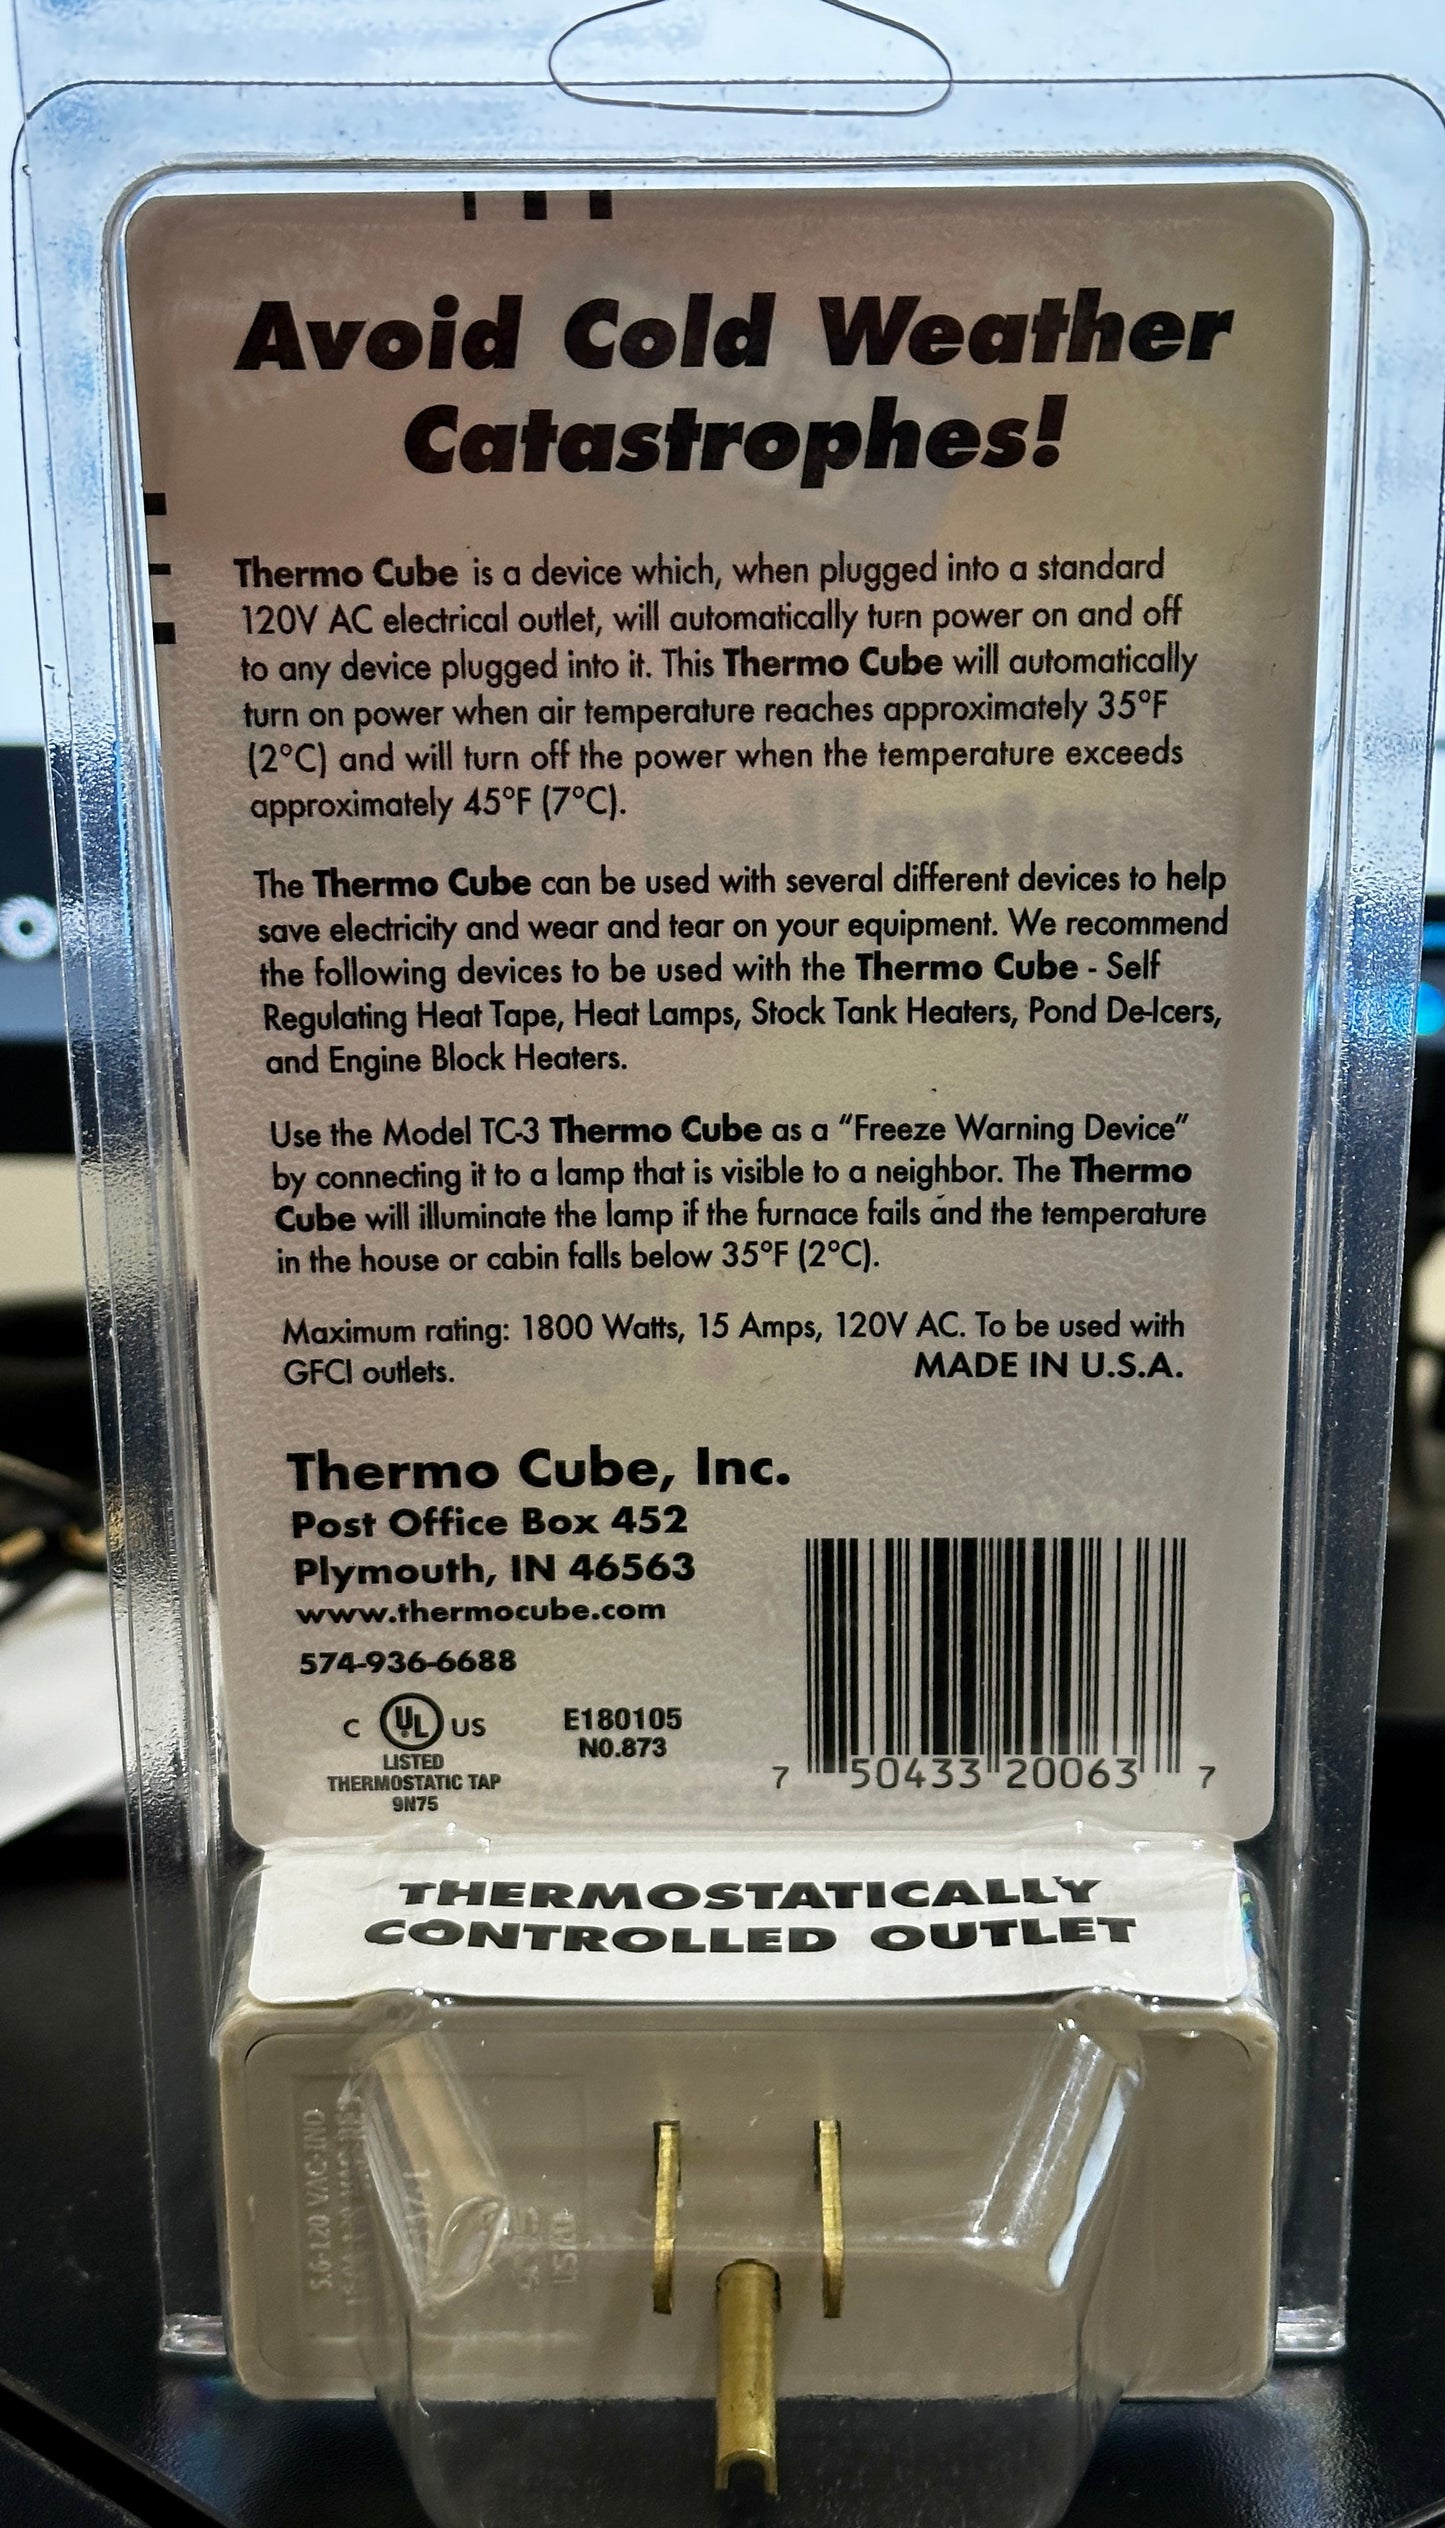 Avoid Cold Weather
Catastrophes!
Thermo Cube is a device which, when plugged into a standard
120V AC electrical outlet, will automatically turn power on and off
to any device plugged into it. This Thermo Cube will automatically
turn on power when air temperature reaches approximately 35°F
(2°C) and will turn off the power when the temperature exceeds
approximately 45°F (7°C).
The Thermo Cube can be used with several different devices to help
save electricity and wear and tear on your equipment. We recommend
the following devices to be used with the Thermo Cube - Self
Regulating Heat Tape, Heat Lamps, Stock Tank Heaters, Pond De-Icers,
and Engine Block Heaters.
Use the Model TC-3 Thermo Cube as a “Freeze Warning Device”
by connecting it to a lamp that is visible to a neighbor. The Thermo
Cube will illuminate the lamp if the furnace fails and the temperature
in the house or cabin falls below 35°F (2°C).
Maximum rating: 1800 Watts, 15 Amps, 120V AC. To be used with
GFCI outlets. MADE IN U.S.A.
Thermo Cube, Inc.
Post Office Box 452
Plymouth, IN 46563
www.thermocube.com
574-936-6688
C UL US
LISTED
THERMOSTATIC TAP
9N75
E180105
NO.873
7 50433 20063 7
THERMOSTATICALLY
CONTROLLED OUTLET
120 VAC